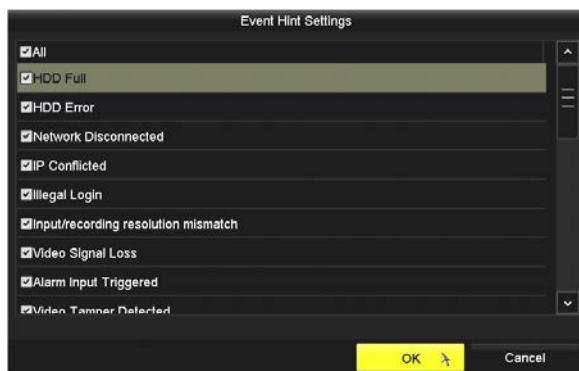 Event Hint Settings
All
HDD Full
HDD Error
Network Disconnected
IP Conflicted
Illegal Login
Input/recording resolution mismatch
Video Signal Loss
Alarm Input Triggered
Video Tamper Detected
OK
Cancel